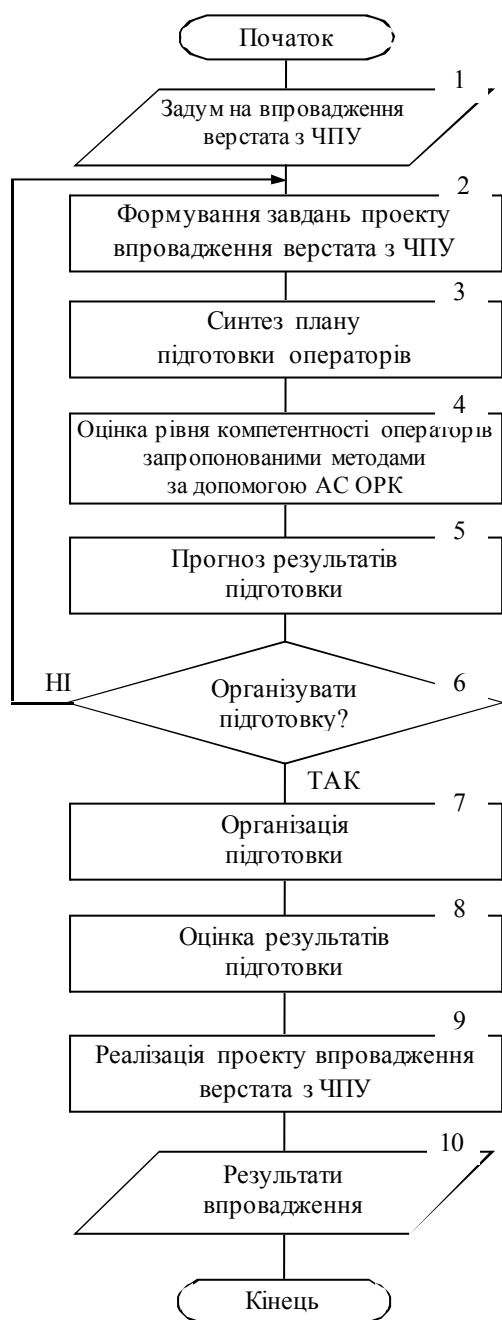 Початок
1
Задум на впровадження
верстата з ЧПУ
2
Формування завдань проекту
впровадження верстата з ЧПУ
3
Синтез плану
підготовки операторів
4
Оцінка рівня компетентності операторів
запропонованими методами
за допомогою АС ОРК
5
Прогноз результатів
підготовки
НІ
6
Організувати
підготовку?
ТАК
7
Організація
підготовки
8
Оцінка результатів
підготовки
9
Реалізація проекту впровадження
верстата з ЧПУ
10
Результати
впровадження
Кінець